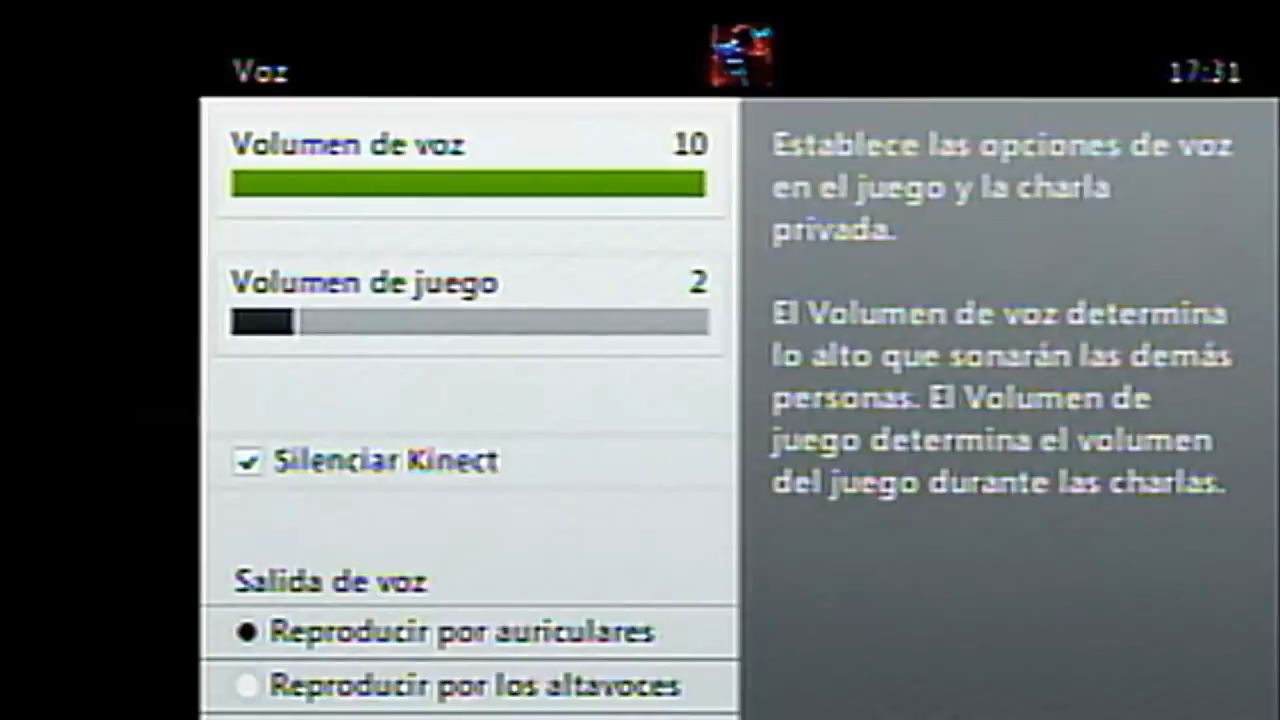 Voz
17:31
Volumen de voz 10
Volumen de juego 2
Silenciar Kinect
Salida de voz
Reproducir por auriculares
Reproducir por los altavoces
Establece las opciones de voz
en el juego y la charla
privada.
El Volumen de voz determina
lo alto que sonarán las demás
personas. El Volumen de
juego determina el volumen
del juego durante las charlas.